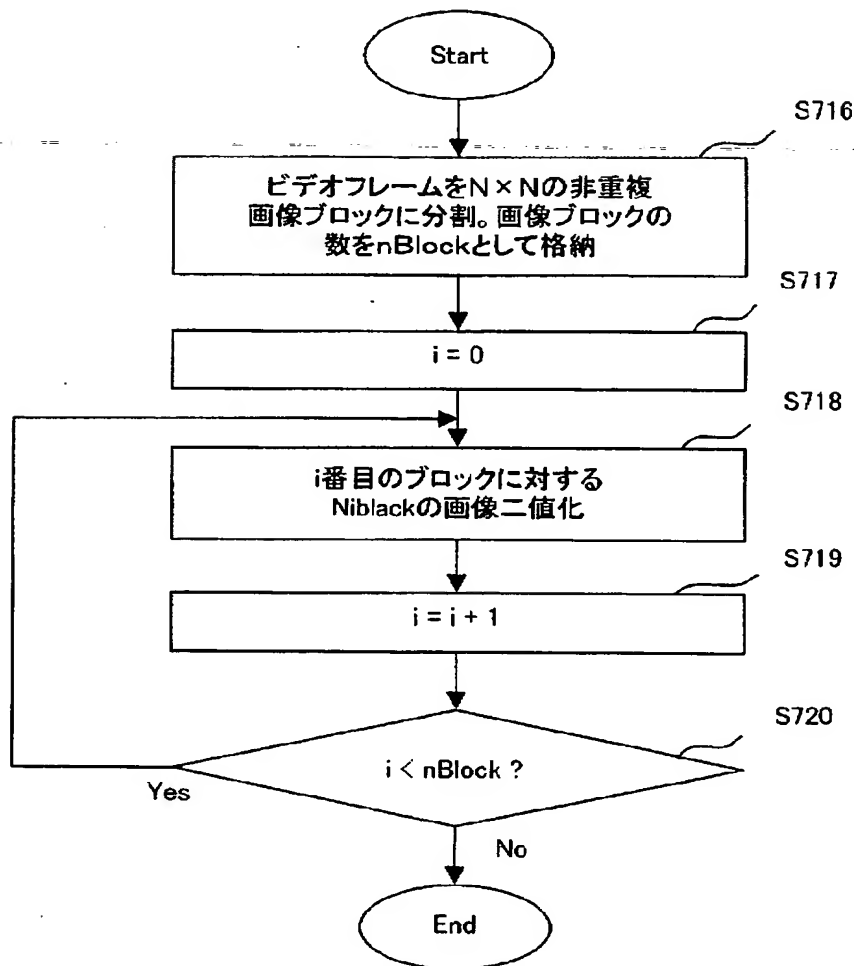 Start
S716
ビデオフレームをN×Nの非重複
画像ブロックに分割。画像ブロックの
数をnBlockとして格納
S717
i = 0
S718
i番目のブロックに対する
Niblackの画像二値化
S719
i = i + 1
S720
i < nBlock ?
Yes
No
End